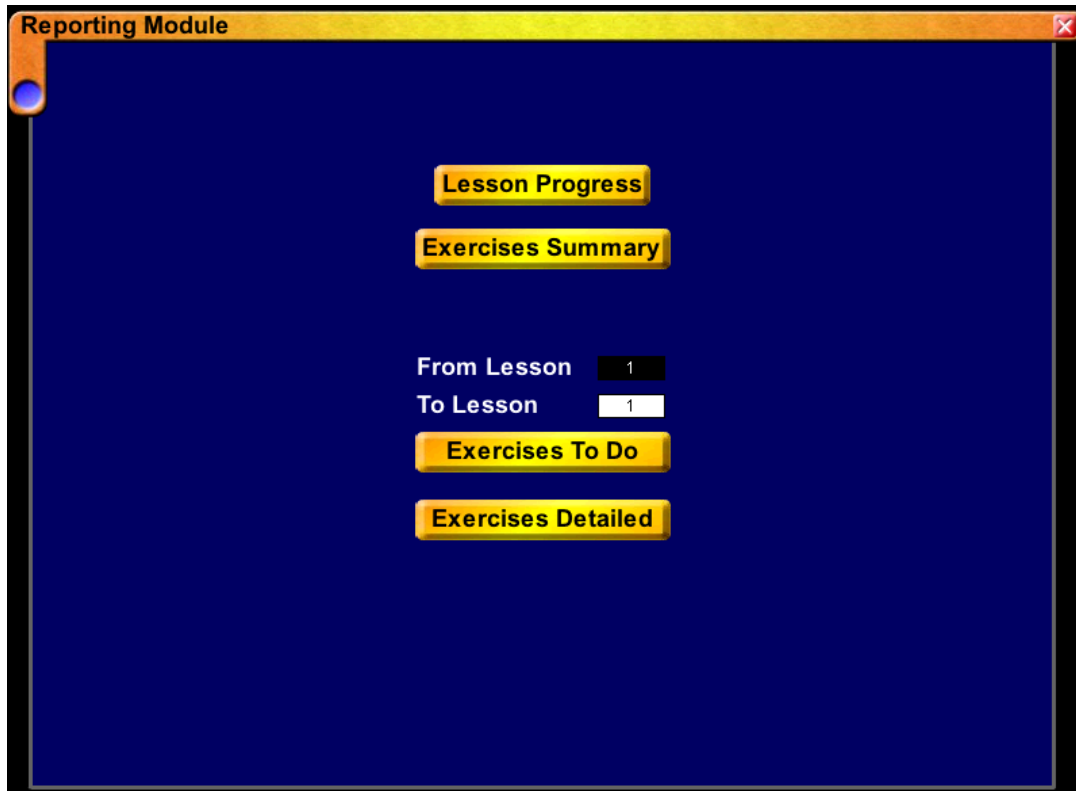 Reporting Module
Lesson Progress
Exercises Summary
From Lesson 1
To Lesson 1
Exercises To Do
Exercises Detailed